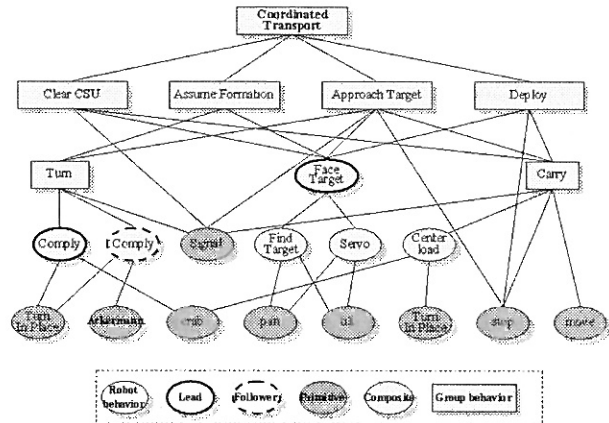 Coordinated
Transport
Clear CSU
Assume Formation
Approach Target
Deploy
Turn
Face
Target
Carry
Comply
Comply
Signal
Find
Target
Servo
Center
load
Turn
In Place
Ackermann
crab
pan
tilt
Turn
In Place
stop
move
Robot
behavior
Lead
Follower
Primitive
Composite
Group behavior